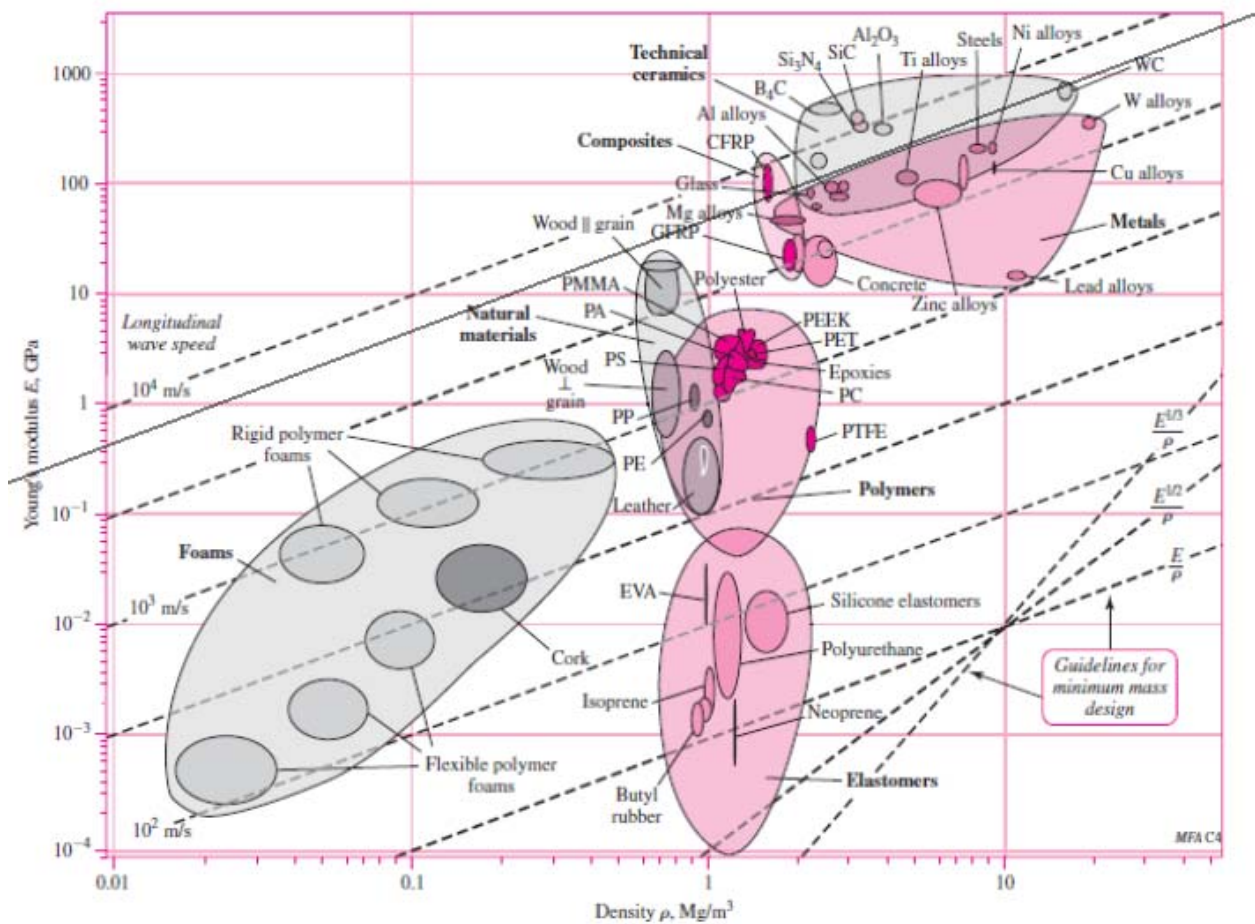 Technical
ceramics
Composites
Si₃N₄
SiC
Al₂O₃
Ti alloys
Steels
Ni alloys
WC
B₄C
W alloys
Al alloys
CFRP
Glass
Mg alloys
GFRP
Cu alloys
Metals
Wood || grain
Polyester
Concrete
Zinc alloys
Lead alloys
PMMA
Natural
materials
PA
PEEK
PET
PS
Epoxies
PC
Wood
⊥
grain
PP
PTFE
PE
Leather
Polymers
Longitudinal
wave speed
10⁴ m/s
Rigid polymer
foams
Foams
10³ m/s
Cork
EVA
Silicone elastomers
Polyurethane
Isoprene
Neoprene
Flexible polymer
foams
Butyl
rubber
Elastomers
10² m/s
E^1/3
ρ
E^1/2
ρ
E
ρ
Guidelines for
minimum mass
design
MFA C4
1000
100
10
1
10⁻¹
10⁻²
10⁻³
10⁻⁴
Young's modulus E, GPa
0.01
0.1
1
10
Density ρ, Mg/m³